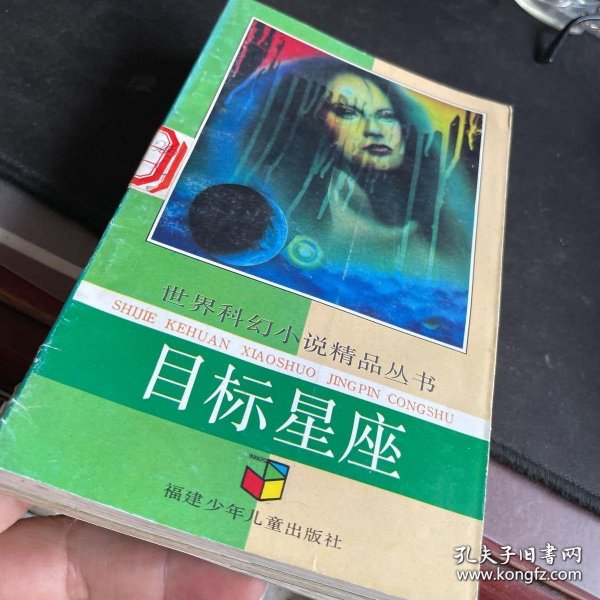 世界科幻小说精品丛书
SHIJIE KEHUAN XIAOSHUO JINGPIN CONGSHU
目标星座
福建少年儿童出版社
孔夫子旧书网
www.kongfz.com